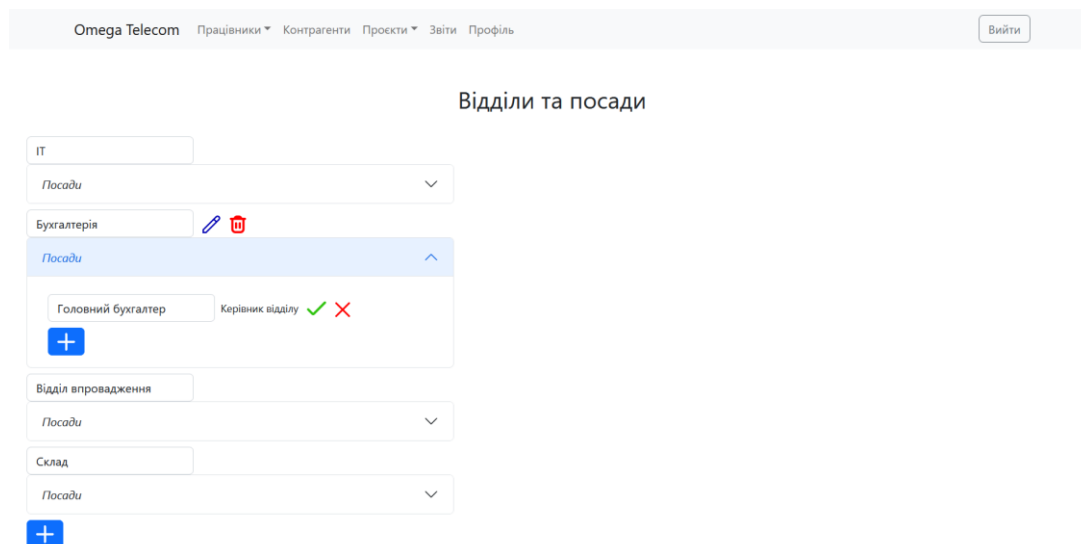 Omega Telecom Працівники Контрагенти Проєкти Звіти Профіль Вийти
Відділи та посади
IT
Посади
Бухгалтерія
Посади
Головний бухгалтер Керівник відділу
Відділ впровадження
Посади
Склад
Посади